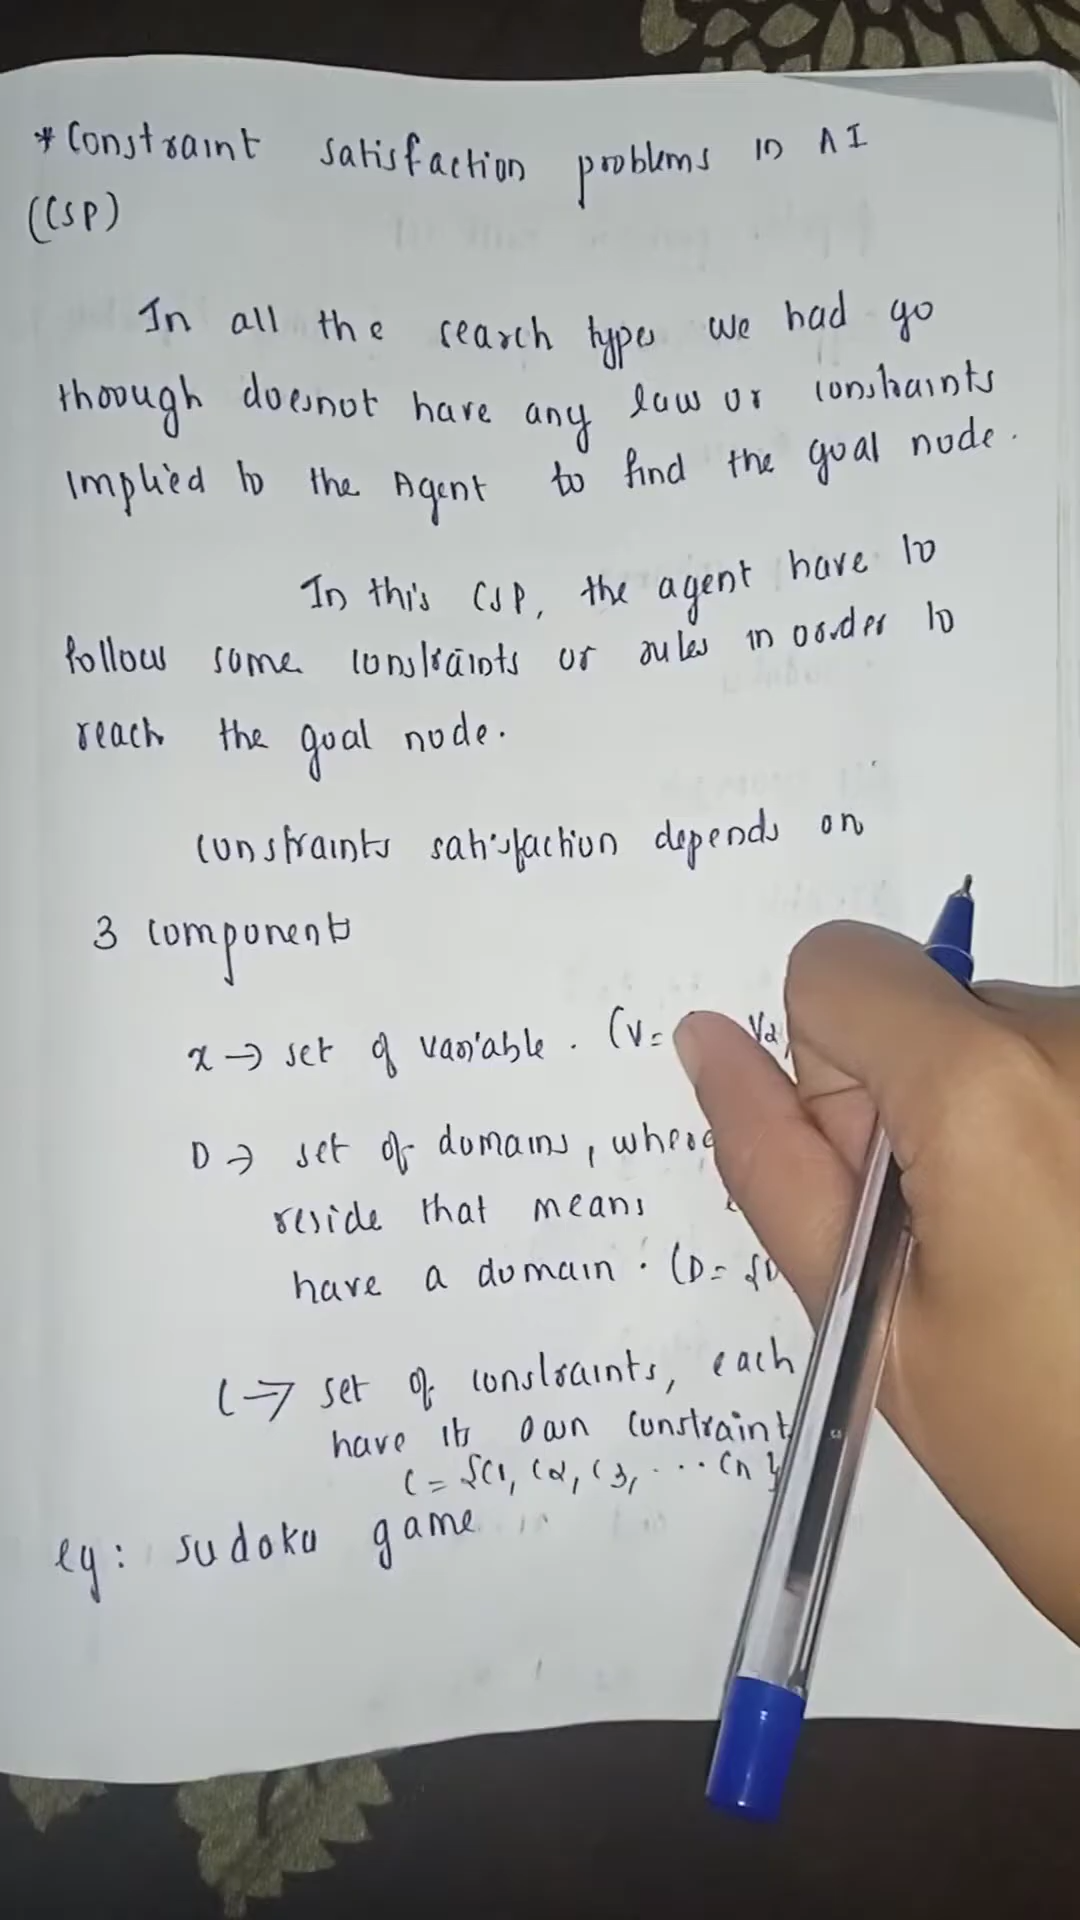 * Constraint satisfaction problems in AI
(CSP)
In all the search types we had go
through doesnot have any law or constraints
implied to the Agent to find the goal node.
In this CSP, the agent have to
follow some constraints or rules in order to
reach the goal node.
constraints satisfaction depends on
3 components
x → set of variable. (V= V2,
D → set of domains, where
reside that means
have a domain. (D= {D
C → set of constraints, each
have its own constraint
C = {C1, C2, C3, ... Cn}
eg: sudoku game